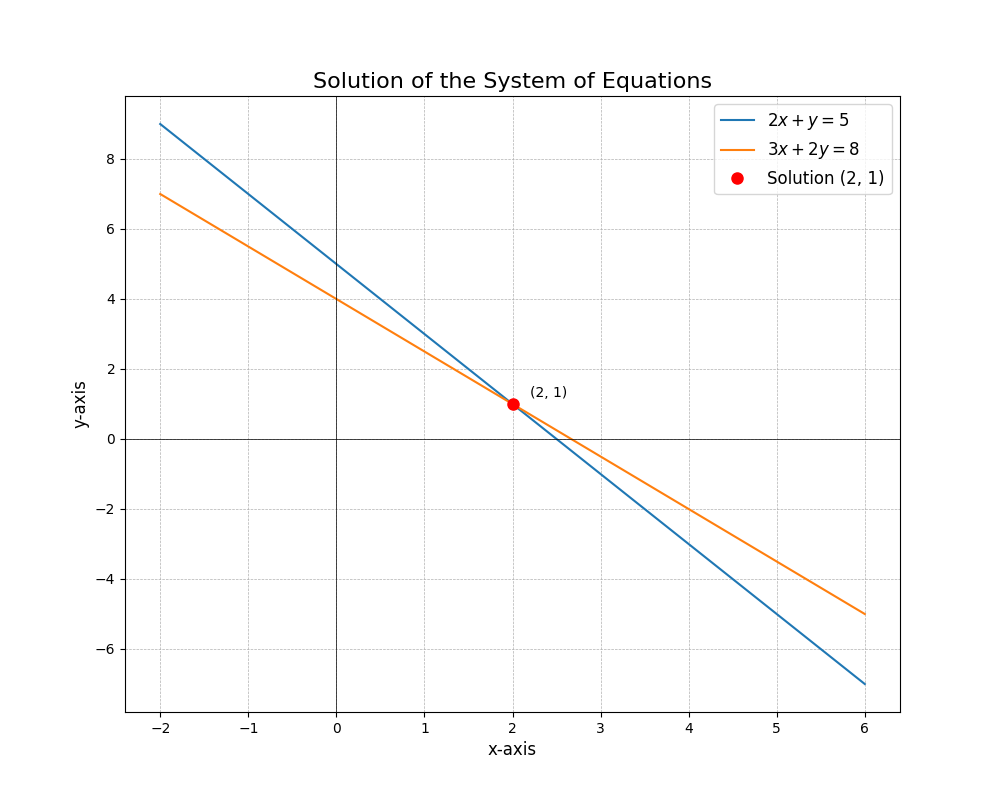 Solution of the System of Equations
2x + y = 5
3x + 2y = 8
Solution (2, 1)
8
6
4
2
0
−2
−4
−6
y-axis
(2, 1)
−2 −1 0 1 2 3 4 5 6
x-axis